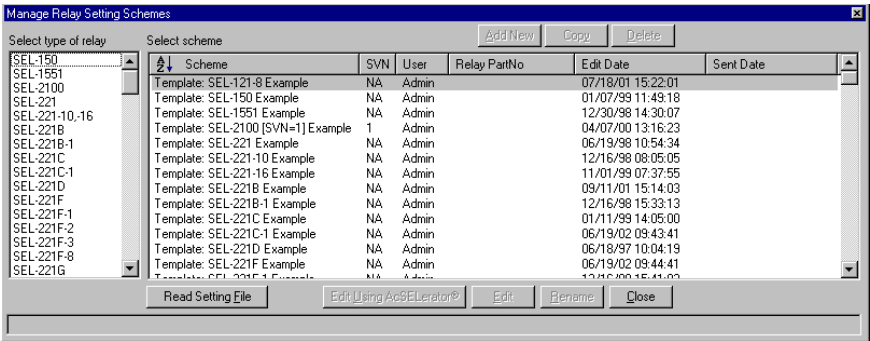 Manage Relay Setting Schemes
Select type of relay
Select scheme
Add New Copy Delete
SEL-150
SEL-1551
SEL-2100
SEL-221
SEL-221-10,-16
SEL-221B
SEL-221B-1
SEL-221C
SEL-221C-1
SEL-221D
SEL-221F
SEL-221F-1
SEL-221F-2
SEL-221F-3
SEL-221F-8
SEL-221G
Scheme SVN User Relay PartNo Edit Date Sent Date
Template: SEL-121-8 Example NA Admin 07/18/01 15:22:01
Template: SEL-150 Example NA Admin 01/07/99 11:49:18
Template: SEL-1551 Example NA Admin 12/30/98 14:30:07
Template: SEL-2100 [SVN=1] Example 1 Admin 04/07/00 13:16:23
Template: SEL-221 Example NA Admin 06/19/98 10:54:34
Template: SEL-221-10 Example NA Admin 12/16/98 08:05:05
Template: SEL-221-16 Example NA Admin 11/01/99 07:37:55
Template: SEL-221B Example NA Admin 09/11/01 15:14:03
Template: SEL-221B-1 Example NA Admin 12/16/98 15:33:13
Template: SEL-221C Example NA Admin 01/11/99 14:05:00
Template: SEL-221C-1 Example NA Admin 06/19/02 09:43:41
Template: SEL-221D Example NA Admin 06/18/97 10:04:19
Template: SEL-221F Example NA Admin 06/19/02 09:44:41
Template: SEL-221F-1 Example NA Admin
Read Setting File Edit Using AcSELerator® Edit Rename Close